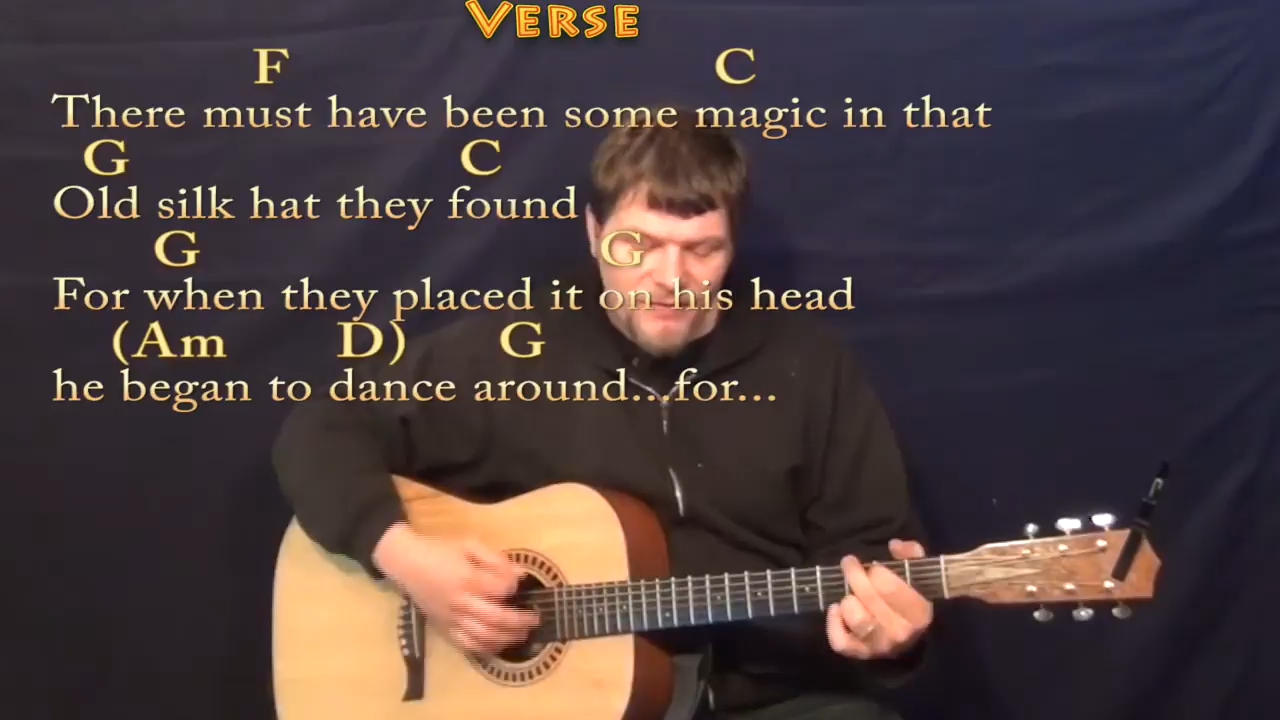 VERSE
F C
There must have been some magic in that
G C
Old silk hat they found
G G
For when they placed it on his head
(Am D) G
he began to dance around...for...